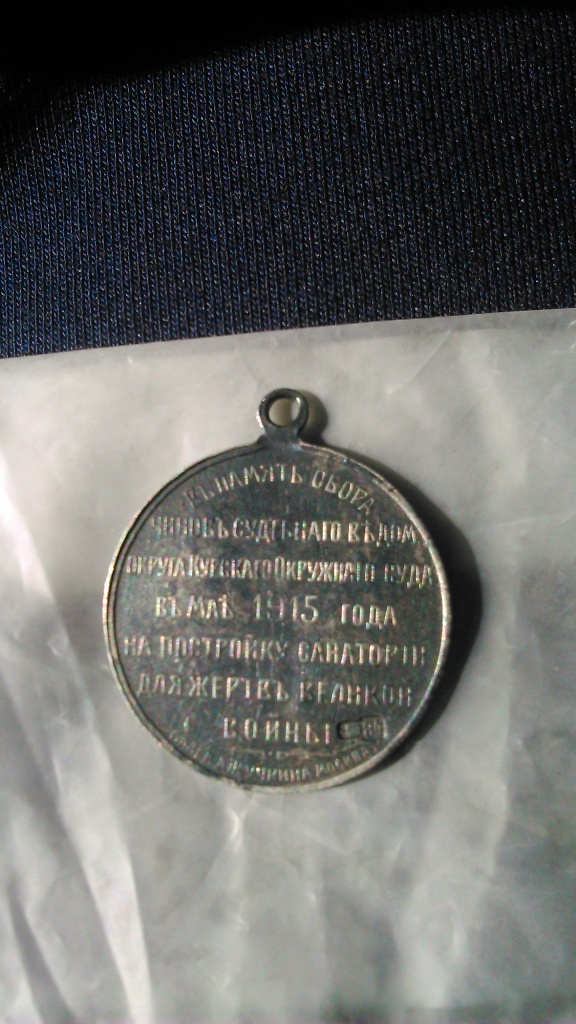 ВЪ ПАМЯТЬ СБОРА
ЧИНОВЪ СУДЕБНАГО ВѢДОМ.
ОКРУГА КУРСКАГО ОКРУЖНАГО СУДА
ВЪ МАѢ 1915 ГОДА
НА ПОСТРОЙКУ САНАТОРІИ
ДЛЯ ЖЕРТВЪ ВЕЛИКОЙ
ВОЙНЫ
МОСКВА